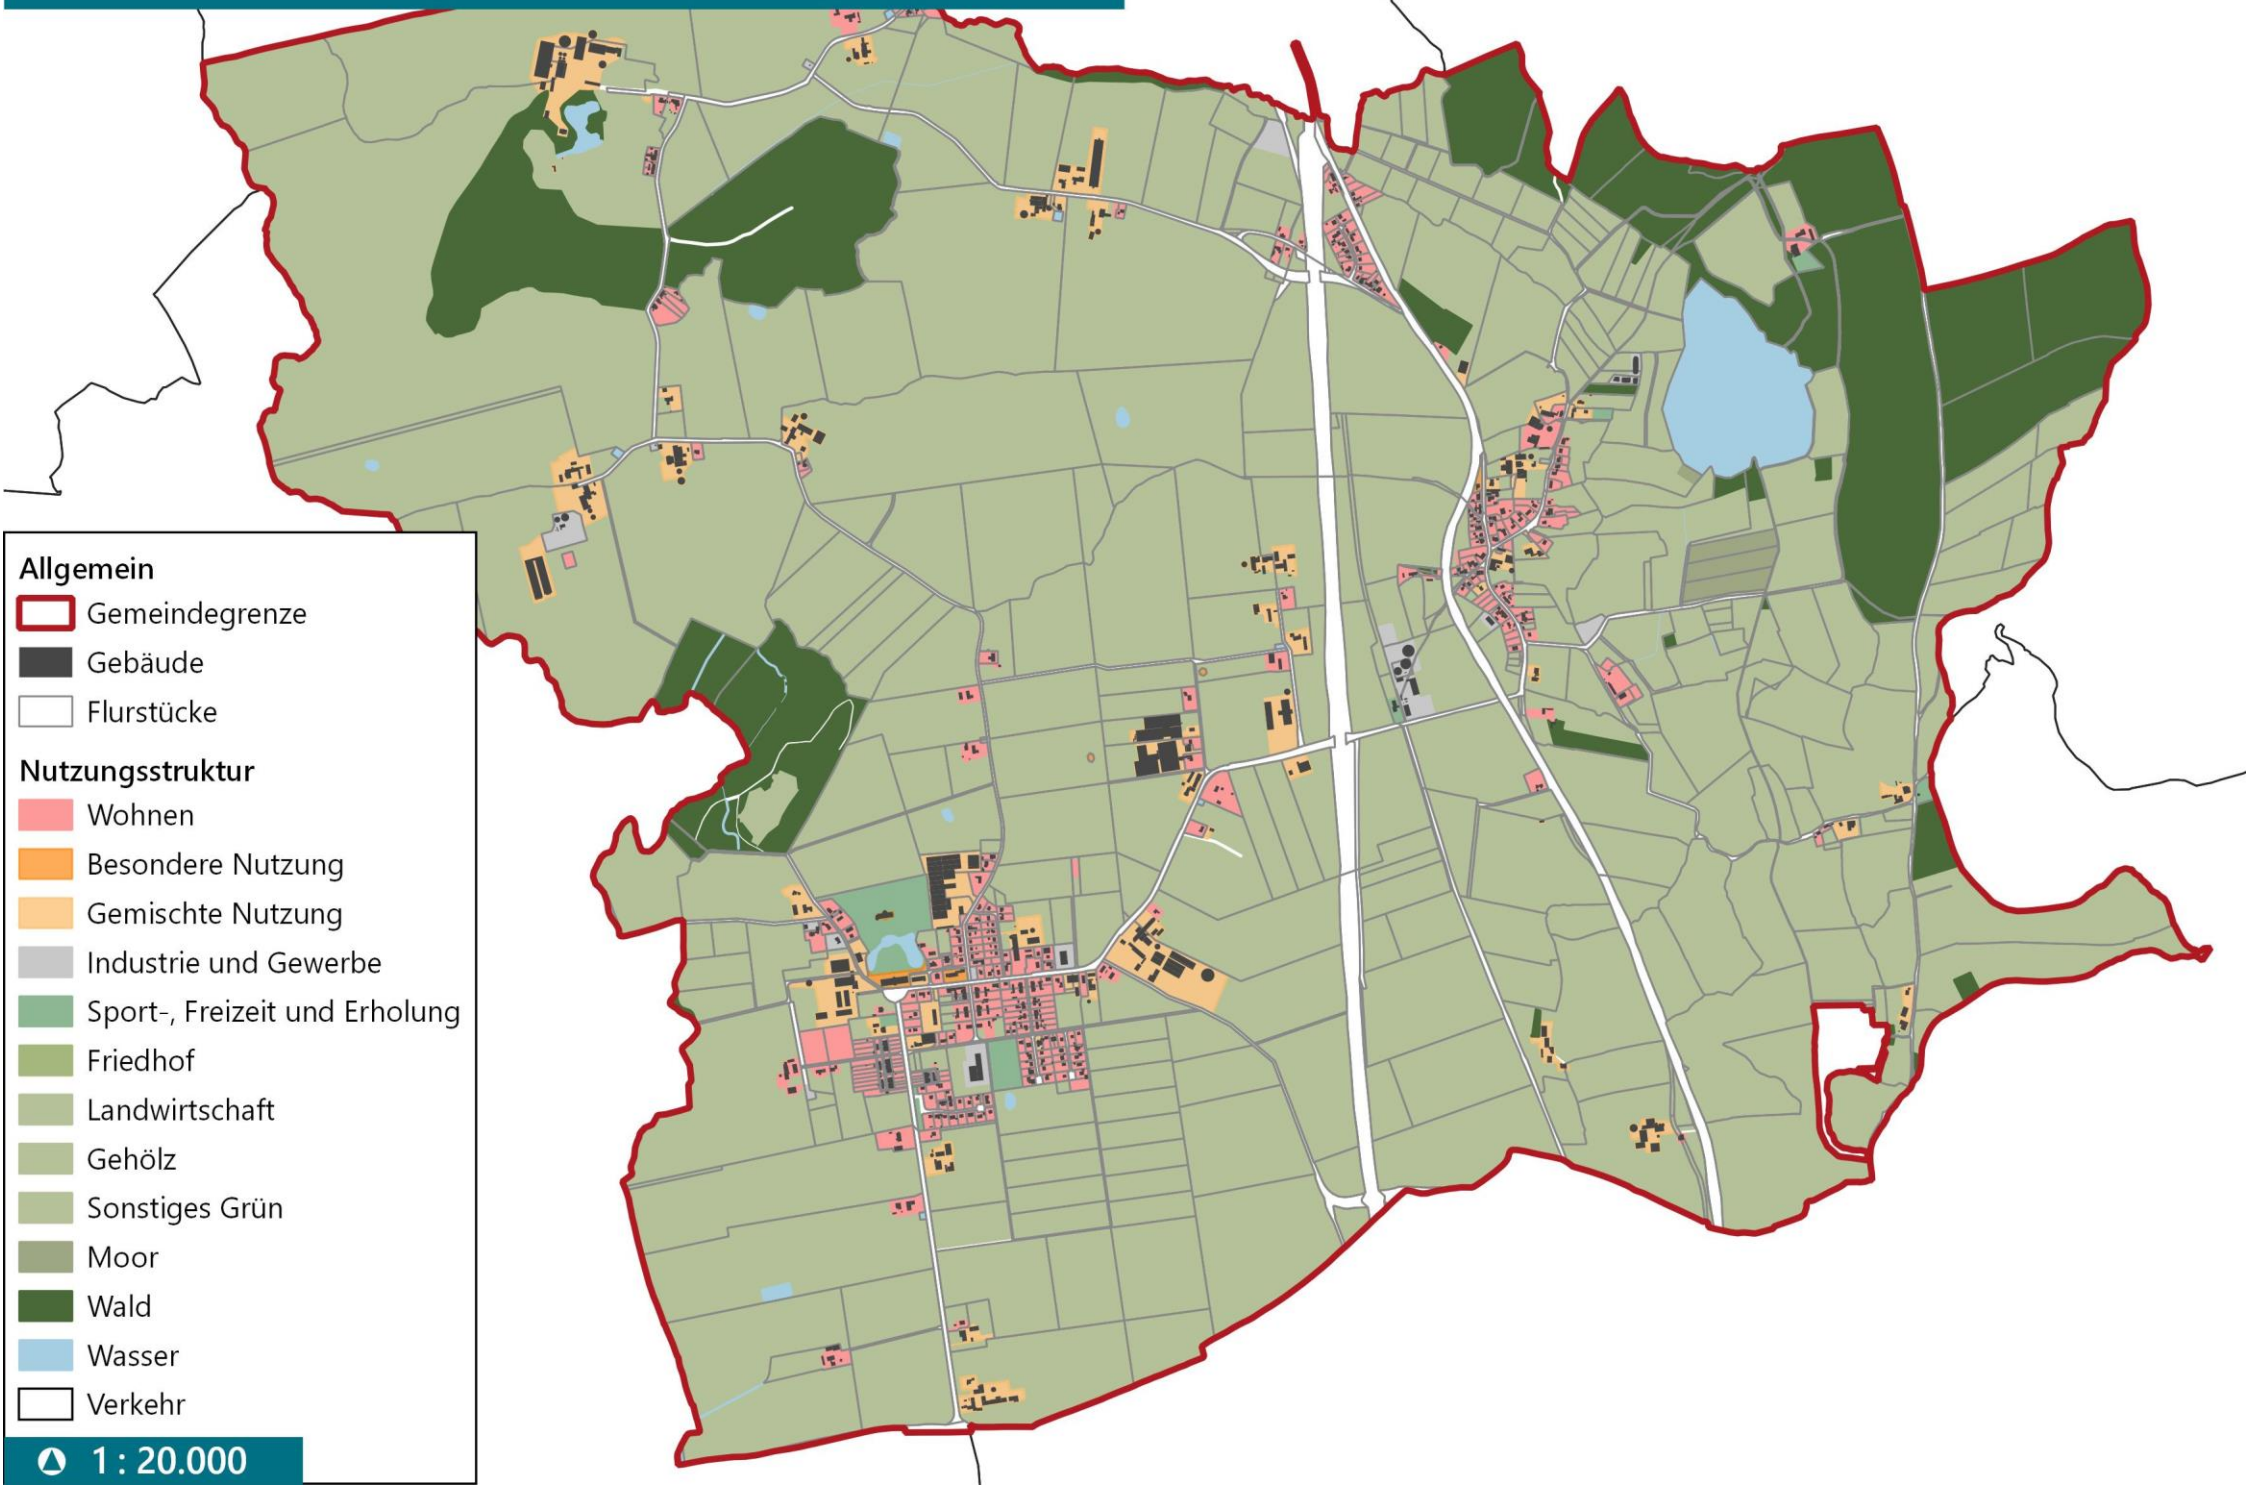 Allgemein
Gemeindegrenze
Gebäude
Flurstücke
Nutzungsstruktur
Wohnen
Besondere Nutzung
Gemischte Nutzung
Industrie und Gewerbe
Sport-, Freizeit und Erholung
Friedhof
Landwirtschaft
Gehölz
Sonstiges Grün
Moor
Wald
Wasser
Verkehr
1 : 20.000